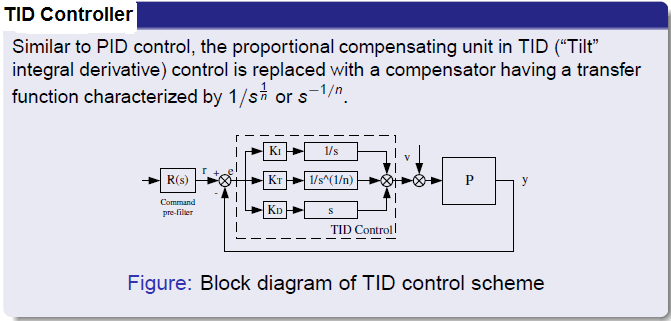 TID Controller
Similar to PID control, the proportional compensating unit in TID (“Tilt”
integral derivative) control is replaced with a compensator having a transfer
function characterized by 1/s^{1/n} or s^{−1/n}.
KI 1/s
v
R(s) r + e KT 1/s^(1/n) P y
-
Command
pre-filter
KD s
TID Control
Figure: Block diagram of TID control scheme